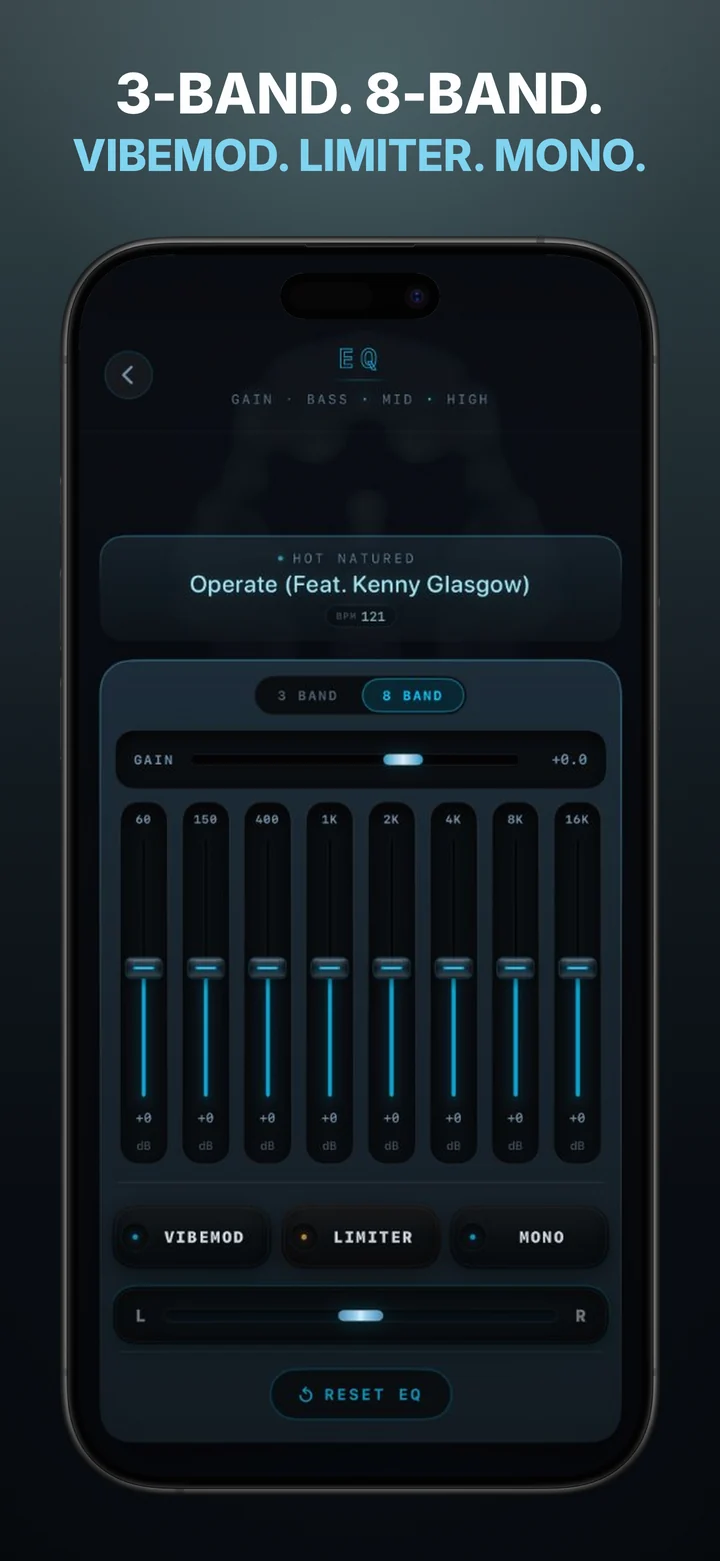 3-BAND. 8-BAND.
VIBEMOD. LIMITER. MONO.
EQ
GAIN · BASS · MID · HIGH
• HOT NATURED
Operate (Feat. Kenny Glasgow)
BPM 121
3 BAND 8 BAND
GAIN +0.0
60 150 400 1K 2K 4K 8K 16K
+0 +0 +0 +0 +0 +0 +0 +0
dB dB dB dB dB dB dB dB
VIBEMOD LIMITER MONO
L R
RESET EQ